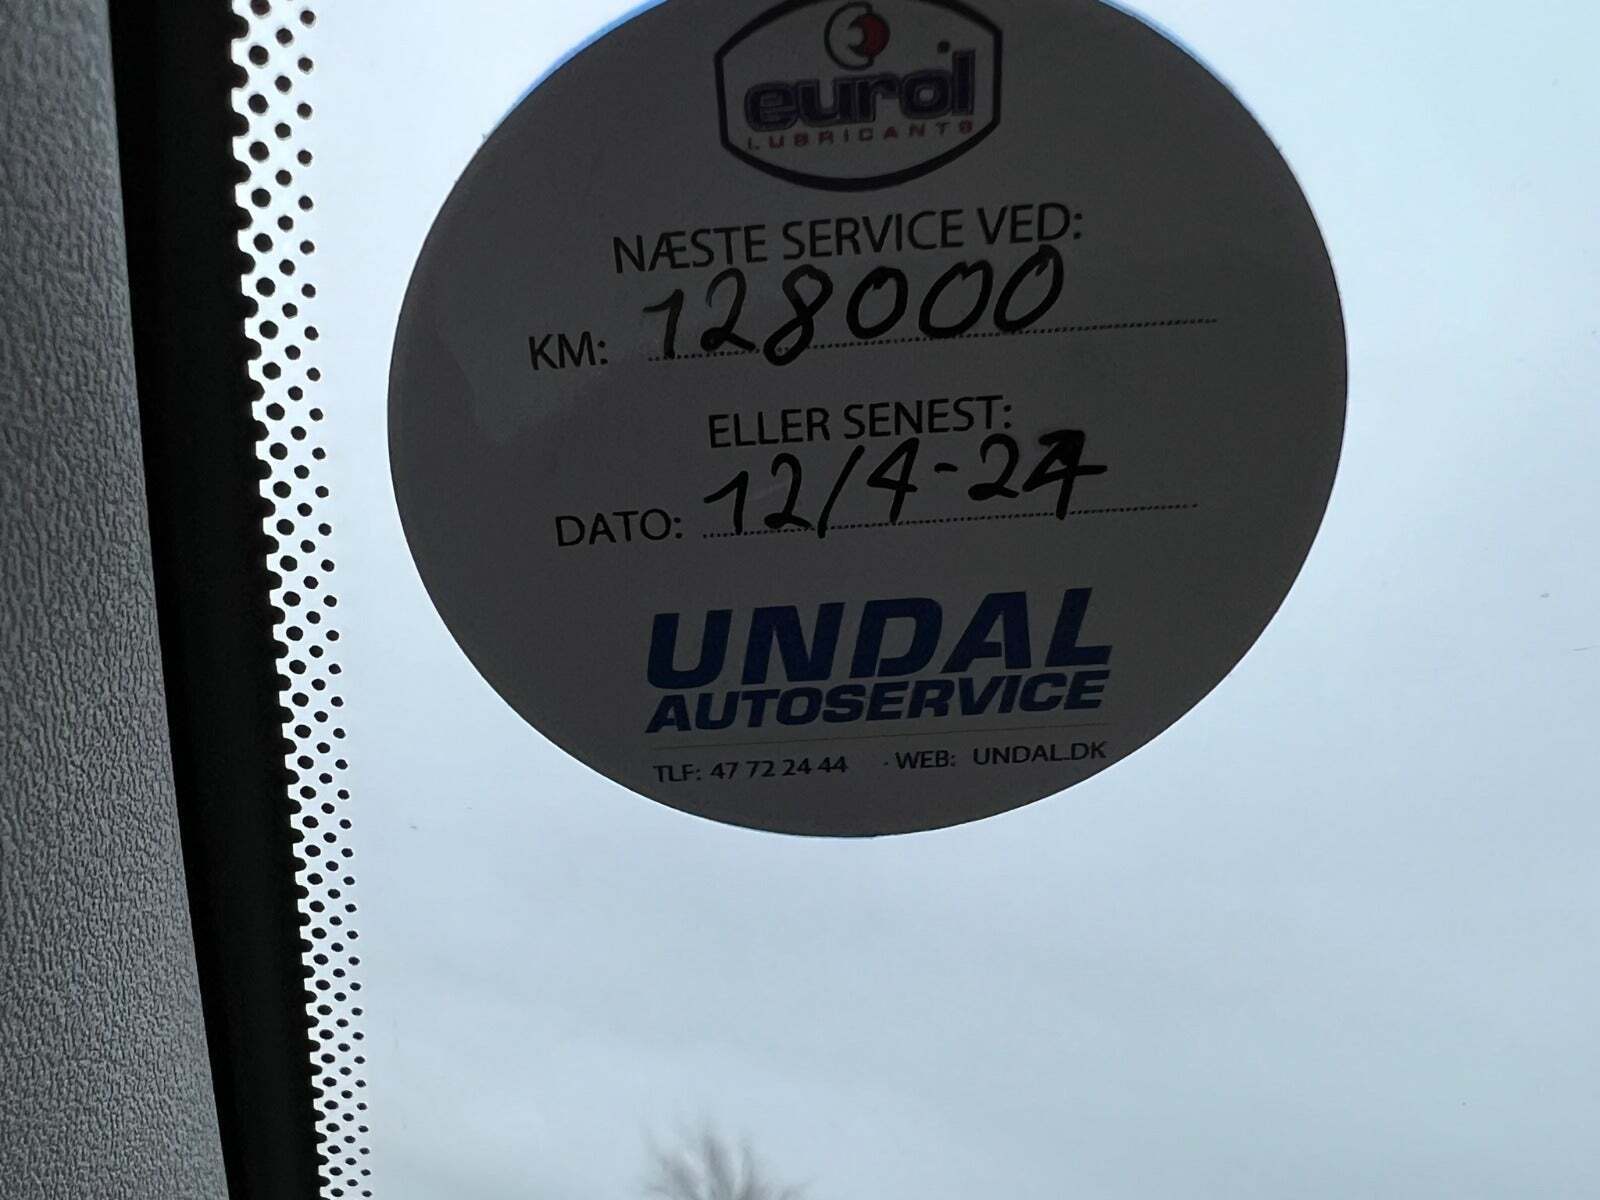 eurol
LUBRICANTS
NÆSTE SERVICE VED:
KM: 128000
ELLER SENEST:
DATO: 12/4-24
UNDAL
AUTOSERVICE
TLF: 47 72 24 44 · WEB: UNDAL.DK